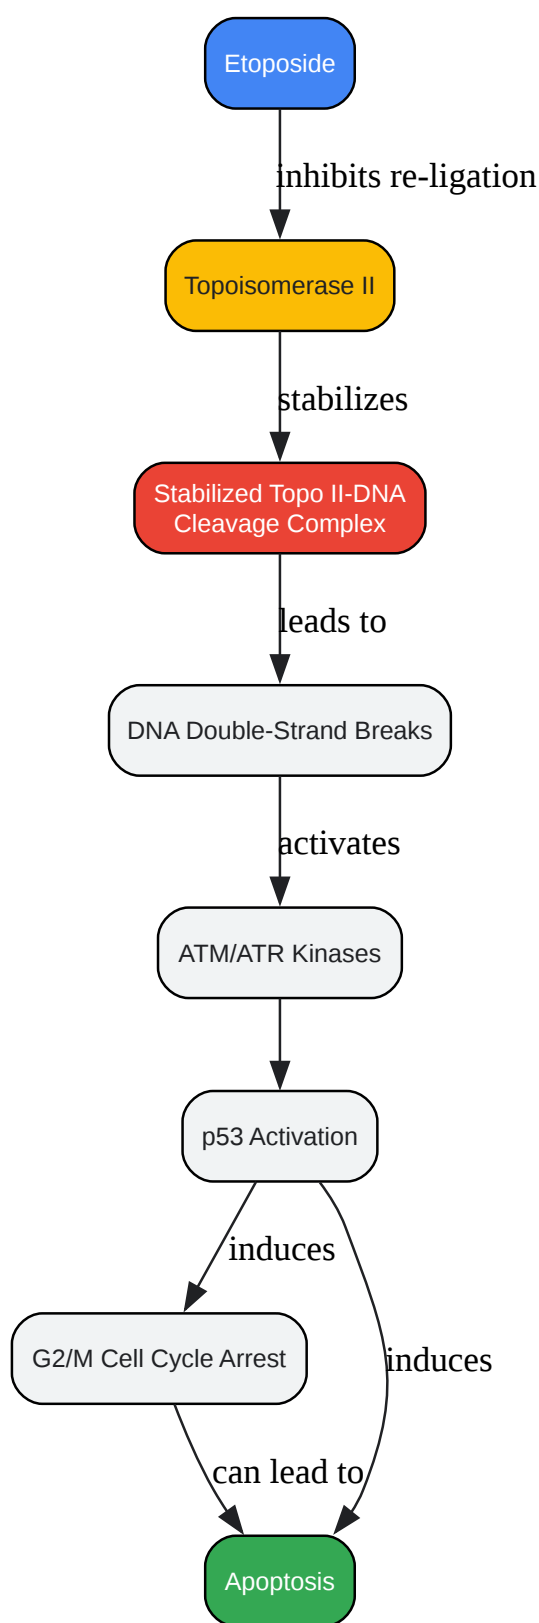 Etoposide
inhibits re-ligation
Topoisomerase II
stabilizes
Stabilized Topo II-DNA
Cleavage Complex
leads to
DNA Double-Strand Breaks
activates
ATM/ATR Kinases
p53 Activation
induces
G2/M Cell Cycle Arrest
induces
can lead to
Apoptosis